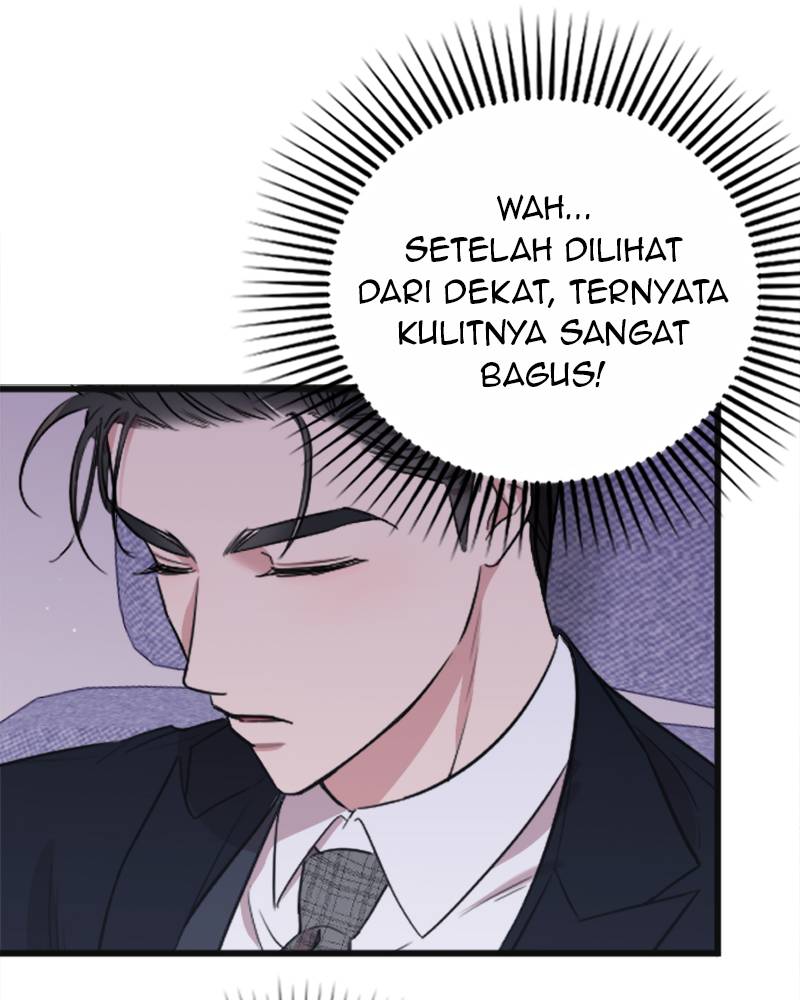 WAH...
SETELAH DILIHAT
DARI DEKAT, TERNYATA
KULITNYA SANGAT
BAGUS!